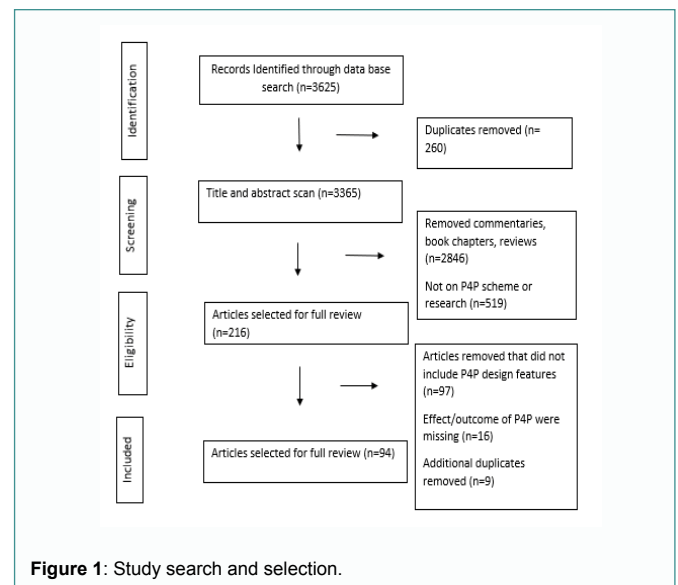 Identification
Records Identified through data base
search (n=3625)
Duplicates removed (n=
260)
Screening
Title and abstract scan (n=3365)
Removed commentaries,
book chapters, reviews
(n=2846)
Not on P4P scheme or
research (n=519)
Eligibility
Articles selected for full review
(n=216)
Articles removed that did not
include P4P design features
(n=97)
Effect/outcome of P4P were
missing (n=16)
Additional duplicates
removed (n=9)
Included
Articles selected for full review (n=94)
Figure 1: Study search and selection.